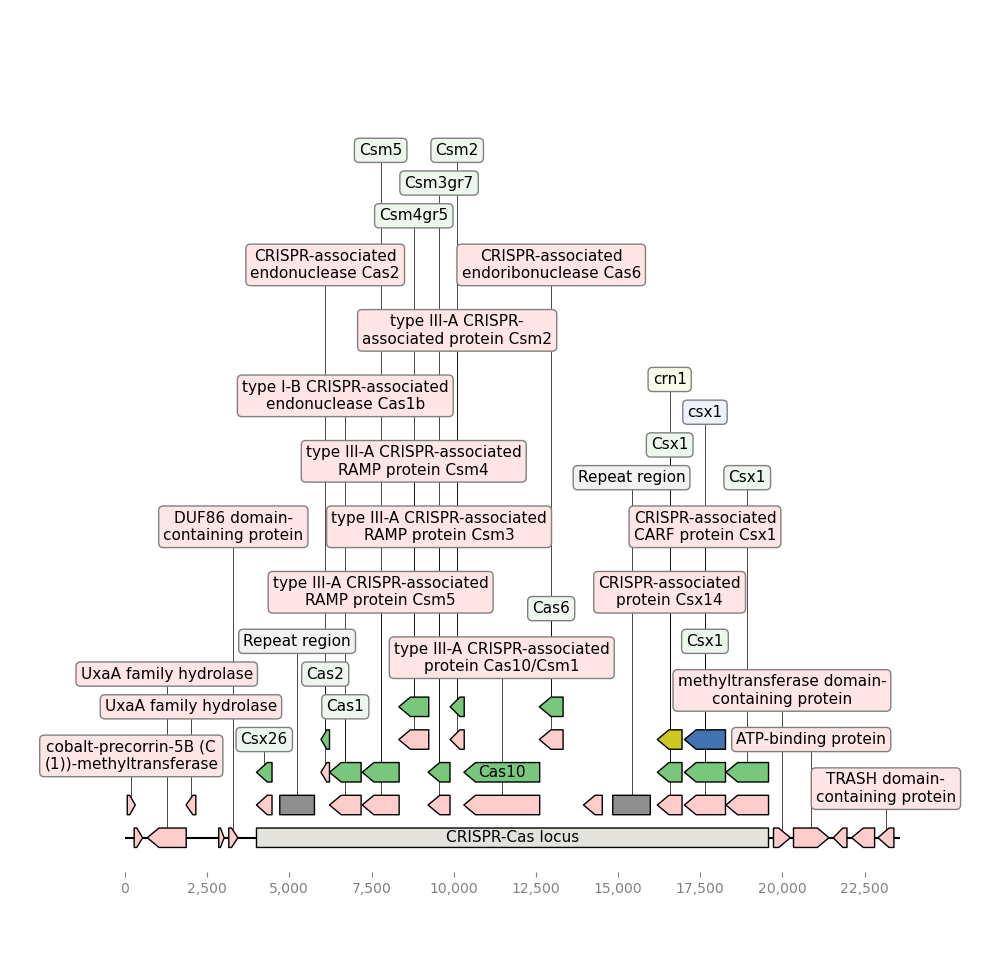 Csm5
Csm2
Csm3gr7
Csm4gr5
CRISPR-associated
endonuclease Cas2
CRISPR-associated
endoribonuclease Cas6
type III-A CRISPR-
associated protein Csm2
type I-B CRISPR-associated
endonuclease Cas1b
crn1
csx1
type III-A CRISPR-associated
RAMP protein Csm4
Csx1
Repeat region
Csx1
DUF86 domain-
containing protein
type III-A CRISPR-associated
RAMP protein Csm3
CRISPR-associated
CARF protein Csx1
type III-A CRISPR-associated
RAMP protein Csm5
CRISPR-associated
protein Csx14
Cas6
Repeat region
Csx1
type III-A CRISPR-associated
protein Cas10/Csm1
UxaA family hydrolase
Cas2
methyltransferase domain-
containing protein
UxaA family hydrolase
Cas1
cobalt-precorrin-5B (C
(1))-methyltransferase
Csx26
ATP-binding protein
Cas10
TRASH domain-
containing protein
CRISPR-Cas locus
0
2,500
5,000
7,500
10,000
12,500
15,000
17,500
20,000
22,500